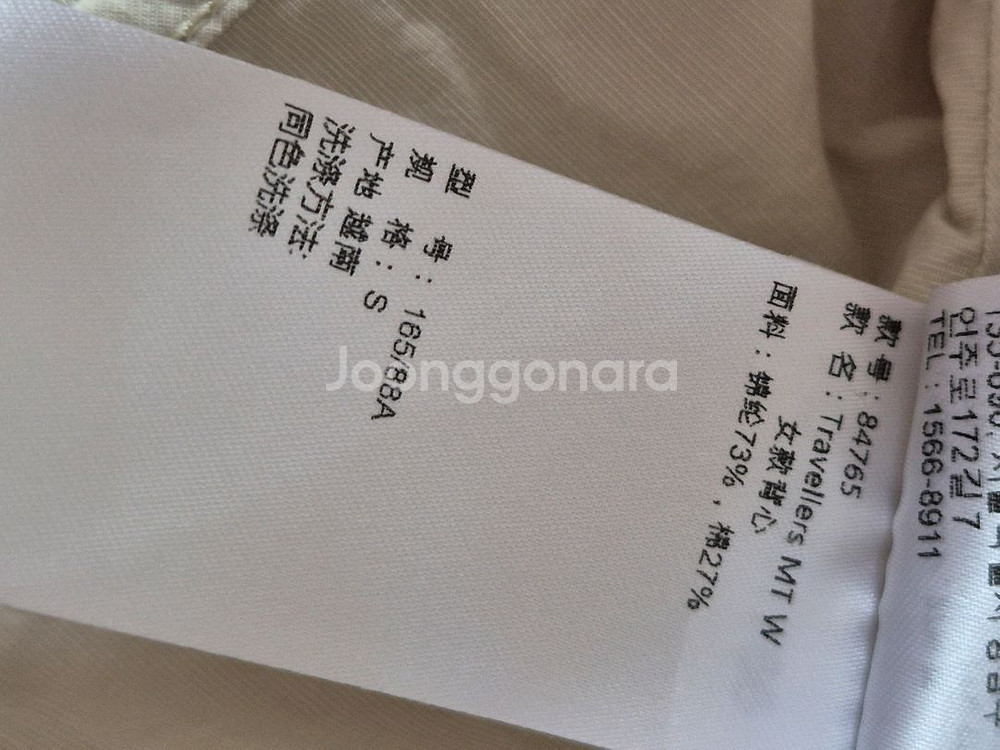 款号:84765
款 名:Travellers MT W
女款背心
面料:锦纶73%,棉27%
型 号:165/88A
规 格:S
产地 越南
洗涤方法:
同色洗涤
언주로172길 7
TEL : 1566-8911
Joonggonara